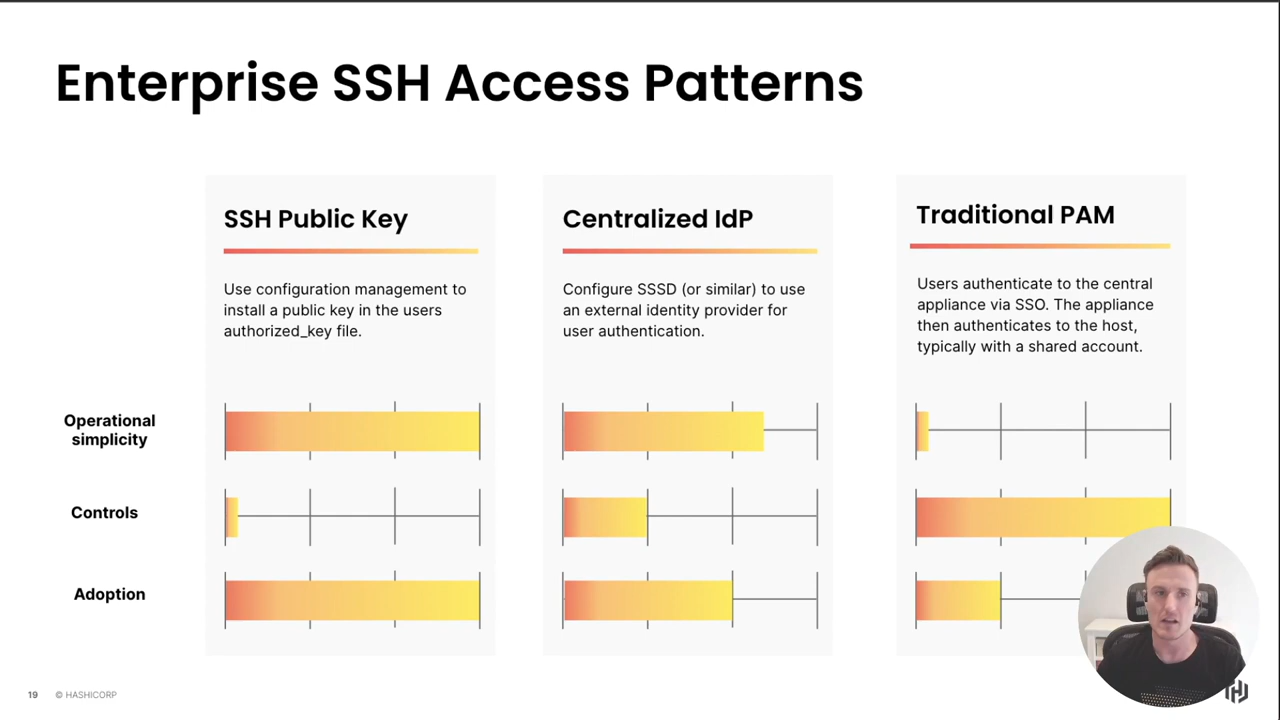 Enterprise SSH Access Patterns
SSH Public Key
Use configuration management to
install a public key in the users
authorized_key file.
Centralized IdP
Configure SSSD (or similar) to use
an external identity provider for
user authentication.
Traditional PAM
Users authenticate to the central
appliance via SSO. The appliance
then authenticates to the host,
typically with a shared account.
Operational
simplicity
Controls
Adoption
19
© HASHICORP